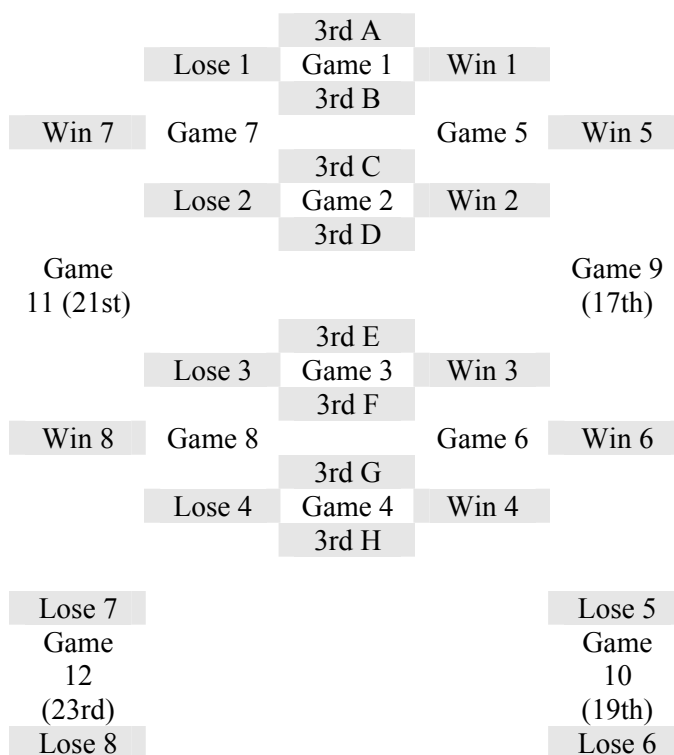 3rd A
Lose 1 Game 1 Win 1
3rd B
Win 7 Game 7 Game 5 Win 5
3rd C
Lose 2 Game 2 Win 2
3rd D
Game Game 9
11 (21st) (17th)
3rd E
Lose 3 Game 3 Win 3
3rd F
Win 8 Game 8 Game 6 Win 6
3rd G
Lose 4 Game 4 Win 4
3rd H
Lose 7 Lose 5
Game Game
12 10
(23rd) (19th)
Lose 8 Lose 6